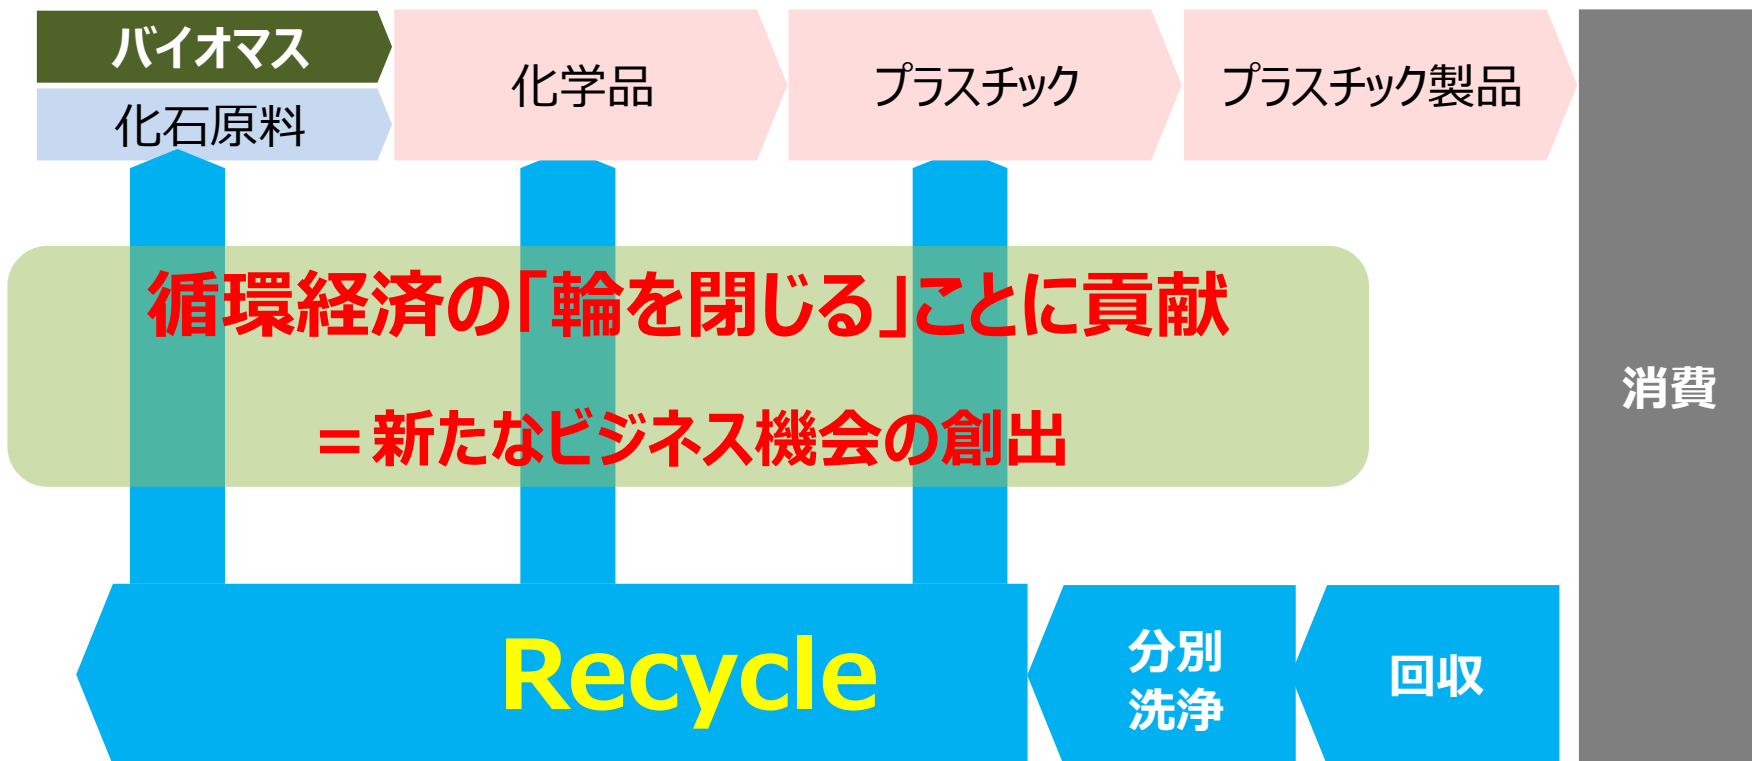 バイオマス
化石原料
化学品
プラスチック
プラスチック製品
循環経済の「輪を閉じる」ことに貢献
＝新たなビジネス機会の創出
消費
Recycle
分別
洗浄
回収